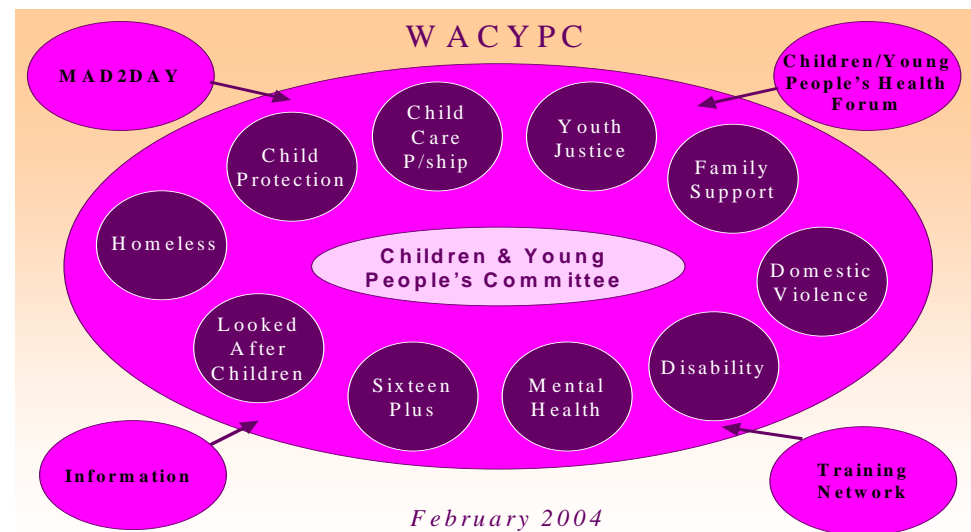 WACYPC
MAD2DAY
Children/Young
People's Health
Forum
Child
Care
P/ship
Youth
Justice
Child
Protection
Family
Support
Homeless
Children & Young
People's Committee
Domestic
Violence
Looked
After
Children
Sixteen
Plus
Mental
Health
Disability
Information
Training
Network
February 2004